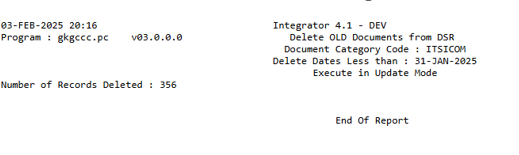 03-FEB-2025 20:16 Integrator 4.1 - DEV
Program : gkgccc.pc v03.0.0.0 Delete OLD Documents from DSR
Document Category Code : ITSICOM
Delete Dates Less than : 31-JAN-2025
Execute in Update Mode
Number of Records Deleted : 356
End Of Report